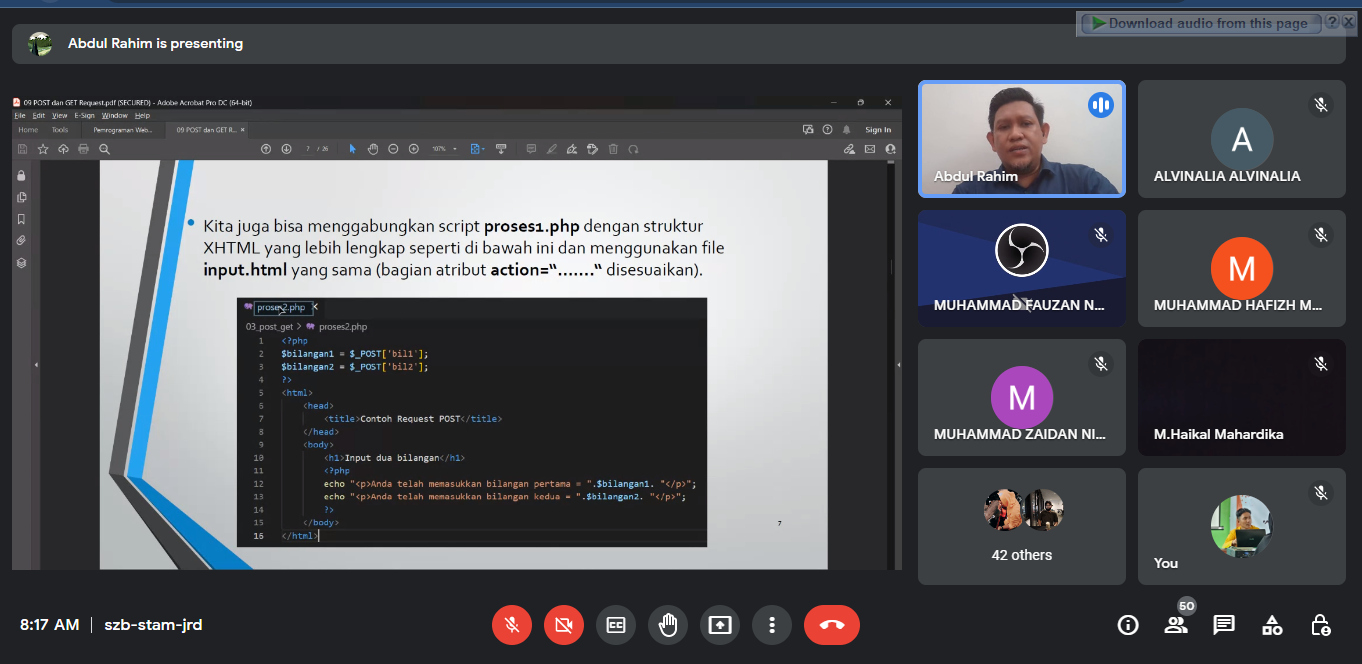 Download audio from this page
Abdul Rahim is presenting
09 POST dan GET Request.pdf (SECURED) - Adobe Acrobat Pro DC (64-bit)
File Edit View E-Sign Window Help
Home Tools Pemrograman Web... 09 POST dan GET R... × Sign In
7 / 26 107%
Kita juga bisa menggabungkan script proses1.php dengan struktur
XHTML yang lebih lengkap seperti di bawah ini dan menggunakan file
input.html yang sama (bagian atribut action="......." disesuaikan).
proses2.php
03_post_get > proses2.php
1 <?php
2 $bilangan1 = $_POST['bil1'];
3 $bilangan2 = $_POST['bil2'];
4 ?>
5 <html>
6 <head>
7 <title>Contoh Request POST</title>
8 </head>
9 <body>
10 <h1>Input dua bilangan</h1>
11 <?php
12 echo "<p>Anda telah memasukkan bilangan pertama = ".$bilangan1. "</p>";
13 echo "<p>Anda telah memasukkan bilangan kedua = ".$bilangan2. "</p>";
14 ?>
15 </body>
16 </html>
7
Abdul Rahim
A
ALVINALIA ALVINALIA
MUHAMMAD FAUZAN N...
M
MUHAMMAD HAFIZH M...
M
MUHAMMAD ZAIDAN NI...
M.Haikal Mahardika
42 others
You
8:17 AM | szb-stam-jrd
50